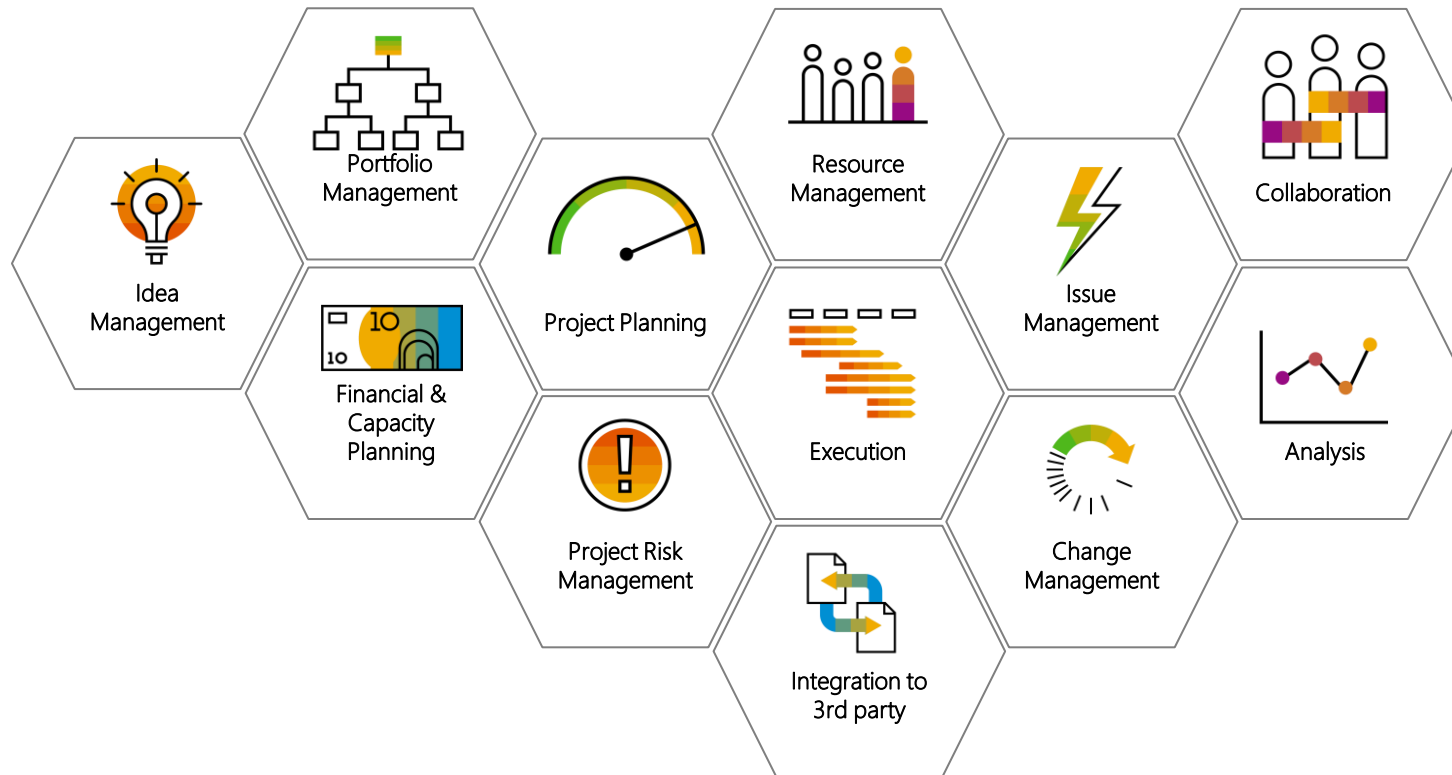 Idea
Management
Portfolio
Management
10
10
Financial &
Capacity
Planning
Project Planning
Project Risk
Management
Resource
Management
Execution
Integration to
3rd party
Issue
Management
Change
Management
Collaboration
Analysis